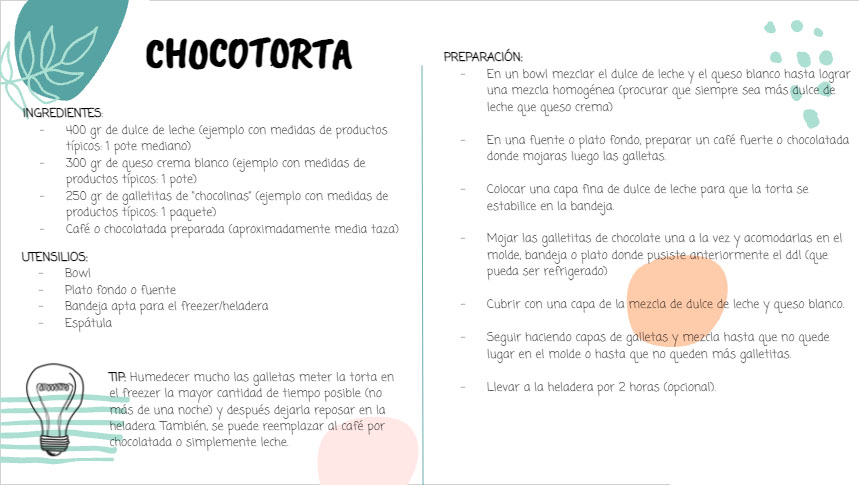 CHOCOTORTA
INGREDIENTES:
- 400 gr de dulce de leche (ejemplo con medidas de productos
típicos: 1 pote mediano)
- 300 gr de queso crema blanco (ejemplo con medidas de
productos típicos: 1 pote)
- 250 gr de galletitas de "chocolinas" (ejemplo con medidas de
productos típicos: 1 paquete)
- Café o chocolatada preparada (aproximadamente media taza)
UTENSILIOS:
- Bowl
- Plato fondo o fuente
- Bandeja apta para el freezer/heladera
- Espátula
TIP: Humedecer mucho las galletas meter la torta en
el freezer la mayor cantidad de tiempo posible (no
más de una noche) y después dejarla reposar en la
heladera. También, se puede reemplazar al café por
chocolatada o simplemente leche.
PREPARACIÓN:
- En un bowl mezclar el dulce de leche y el queso blanco hasta lograr
una mezcla homogénea (procurar que siempre sea más dulce de
leche que queso crema)
- En una fuente o plato fondo, preparar un café fuerte o chocolatada
donde mojaras luego las galletas.
- Colocar una capa fina de dulce de leche para que la torta se
estabilice en la bandeja.
- Mojar las galletitas de chocolate una a la vez y acomodarlas en el
molde, bandeja o plato donde pusiste anteriormente el ddl (que
pueda ser refrigerado)
- Cubrir con una capa de la mezcla de dulce de leche y queso blanco.
- Seguir haciendo capas de galletas y mezcla hasta que no quede
lugar en el molde o hasta que no queden más galletitas.
- Llevar a la heladera por 2 horas (opcional).